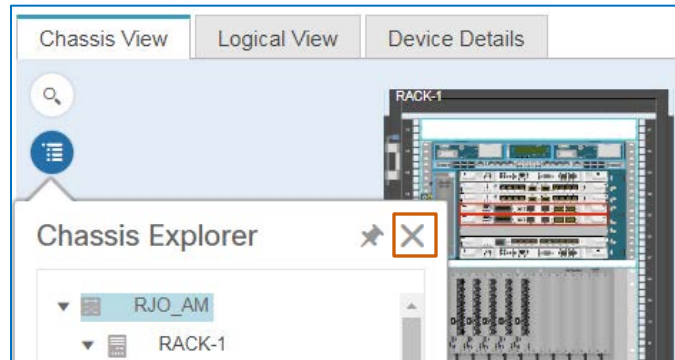 Chassis View
Logical View
Device Details
RACK-1
Chassis Explorer
RJO_AM
RACK-1